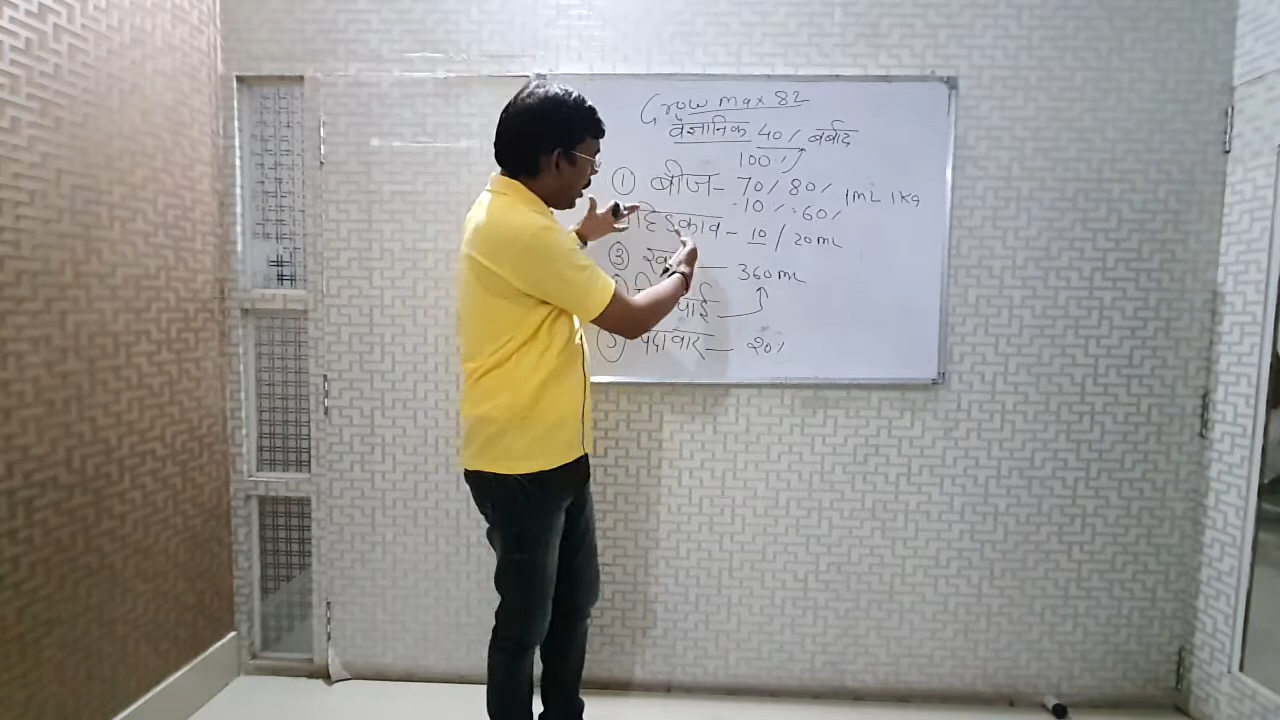 Grow max 82
वैज्ञानिक 40% बर्बाद
100%
① बीज - 70% 80% 1mL 1Kg
10% 60%
छिड़काव - 10 / 20mL
③ 360mL
पाई
5 पैदावार - 20%